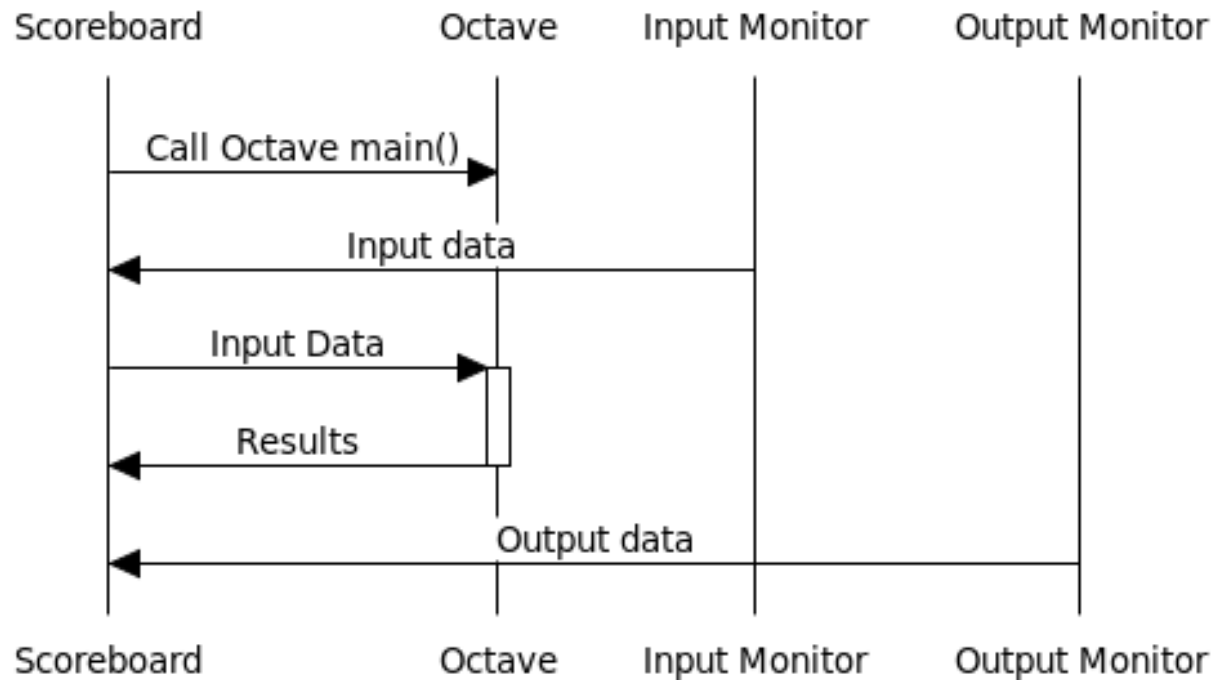 Scoreboard Octave Input Monitor Output Monitor
Call Octave main()
Input data
Input Data
Results
Output data
Scoreboard Octave Input Monitor Output Monitor